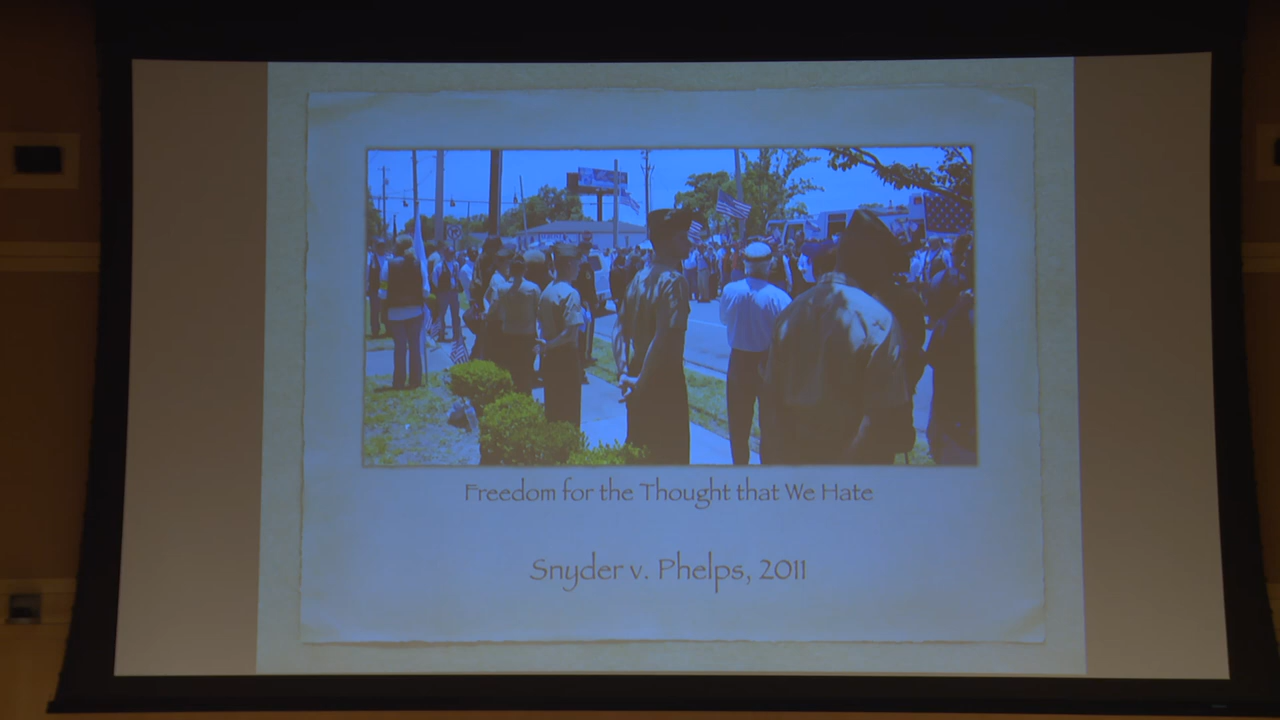 Freedom for the Thought that We Hate
Snyder v. Phelps, 2011